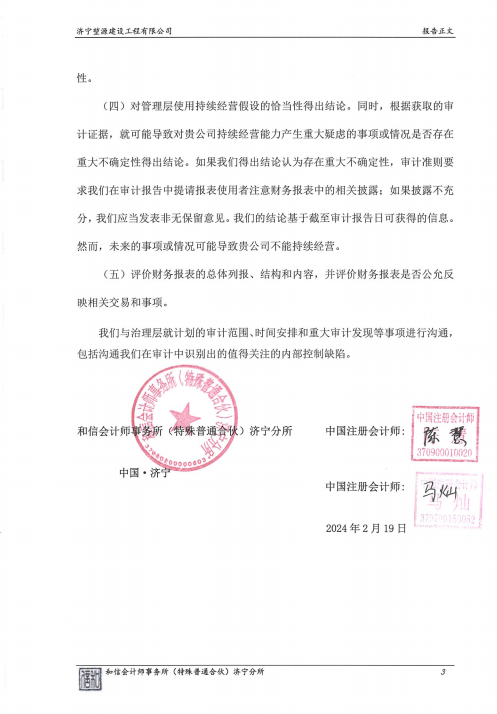 济宁堃源建设工程有限公司 报告正文
性。
（四）对管理层使用持续经营假设的恰当性得出结论。同时，根据获取的审
计证据，就可能导致对贵公司持续经营能力产生重大疑虑的事项或情况是否存在
重大不确定性得出结论。如果我们得出结论认为存在重大不确定性，审计准则要
求我们在审计报告中提请报表使用者注意财务报表中的相关披露；如果披露不充
分，我们应当发表非无保留意见。我们的结论基于截至审计报告日可获得的信息。
然而，未来的事项或情况可能导致贵公司不能持续经营。
（五）评价财务报表的总体列报、结构和内容，并评价财务报表是否公允反
映相关交易和事项。
我们与治理层就计划的审计范围、时间安排和重大审计发现等事项进行沟通，
包括沟通我们在审计中识别出的值得关注的内部控制缺陷。
和信会计师事务所（特殊普通合伙）济宁分所
中国注册会计师：
中国注册会计师
陈慧
370900010020
中国·济宁
中国注册会计师：
马灿
马灿
2024 年 2 月 19 日
和信会计师事务所（特殊普通合伙）济宁分所 3